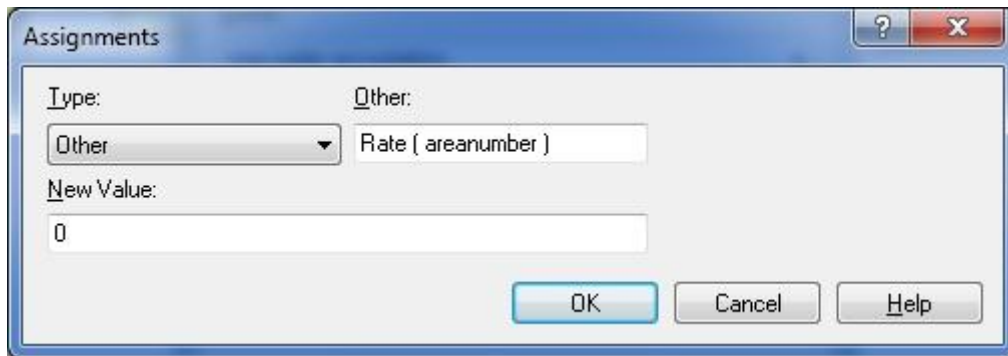 Assignments
?
Type: Other:
Other Rate ( areanumber )
New Value:
0
OK Cancel Help